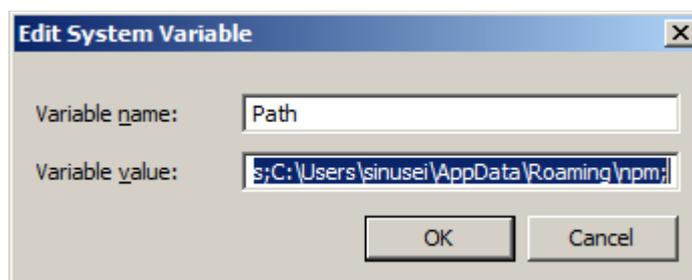 Edit System Variable
Variable name: Path
Variable value: s;C:\Users\sinusei\AppData\Roaming\npm;
OK Cancel